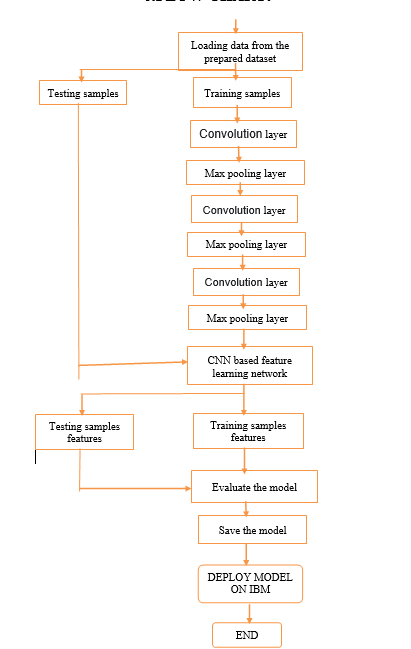 Loading data from the
prepared dataset
Testing samples
Training samples
Convolution layer
Max pooling layer
Convolution layer
Max pooling layer
Convolution layer
Max pooling layer
CNN based feature
learning network
Testing samples
features
Training samples
features
Evaluate the model
Save the model
DEPLOY MODEL
ON IBM
END